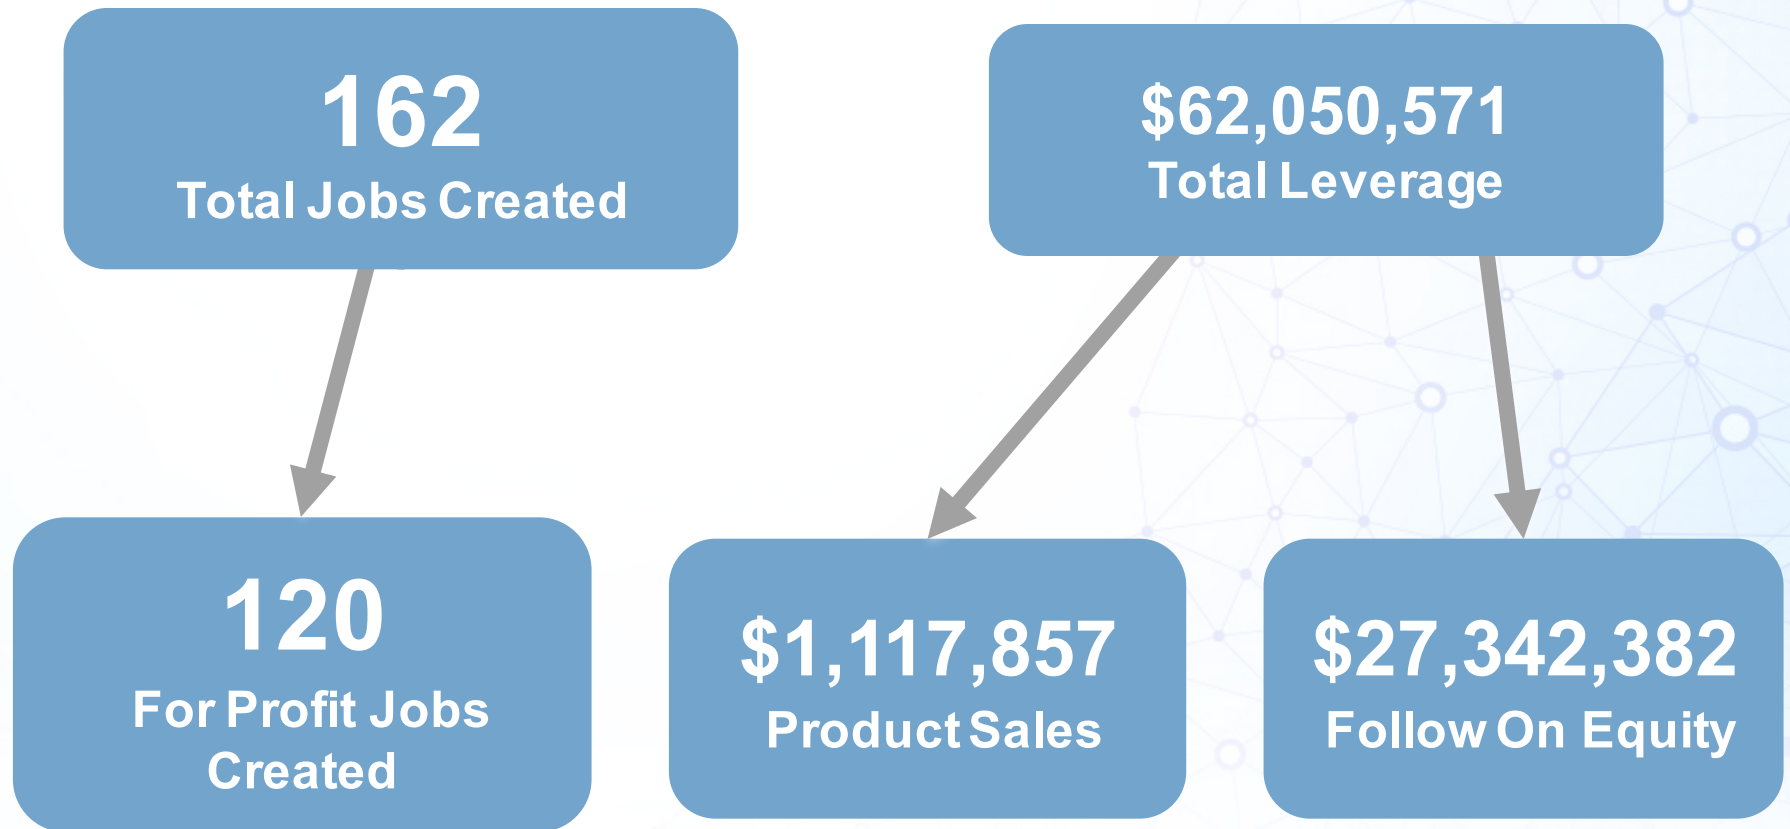 162
Total Jobs Created
$62,050,571
Total Leverage
120
For Profit Jobs
Created
$1,117,857
Product Sales
$27,342,382
Follow On Equity